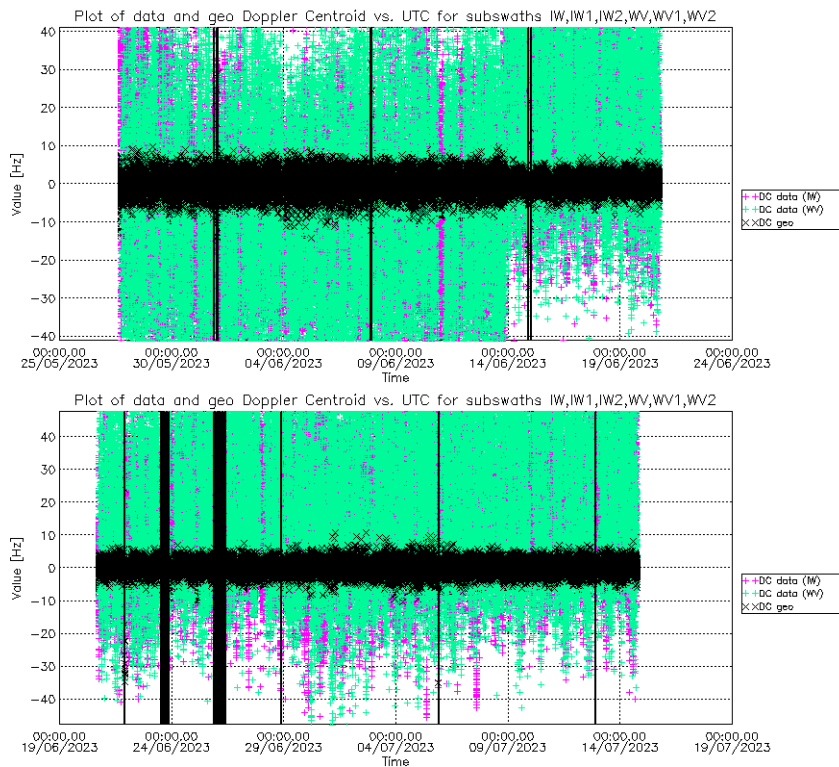 Plot of data and geo Doppler Centroid vs. UTC for subswaths IW,IW1,IW2,WV,WV1,WV2
Value [Hz]
40
30
20
10
0
-10
-20
-30
-40
00:00.00 00:00.00 00:00.00 00:00.00 00:00.00 00:00.00 00:00.00
25/05/2023 30/05/2023 04/06/2023 09/06/2023 14/06/2023 19/06/2023 24/06/2023
Time
DC data (IW)
DC data (WV)
DC geo
Plot of data and geo Doppler Centroid vs. UTC for subswaths IW,IW1,IW2,WV,WV1,WV2
Value [Hz]
40
30
20
10
0
-10
-20
-30
-40
00:00.00 00:00.00 00:00.00 00:00.00 00:00.00 00:00.00 00:00.00
19/06/2023 24/06/2023 29/06/2023 04/07/2023 09/07/2023 14/07/2023 19/07/2023
Time
DC data (IW)
DC data (WV)
DC geo